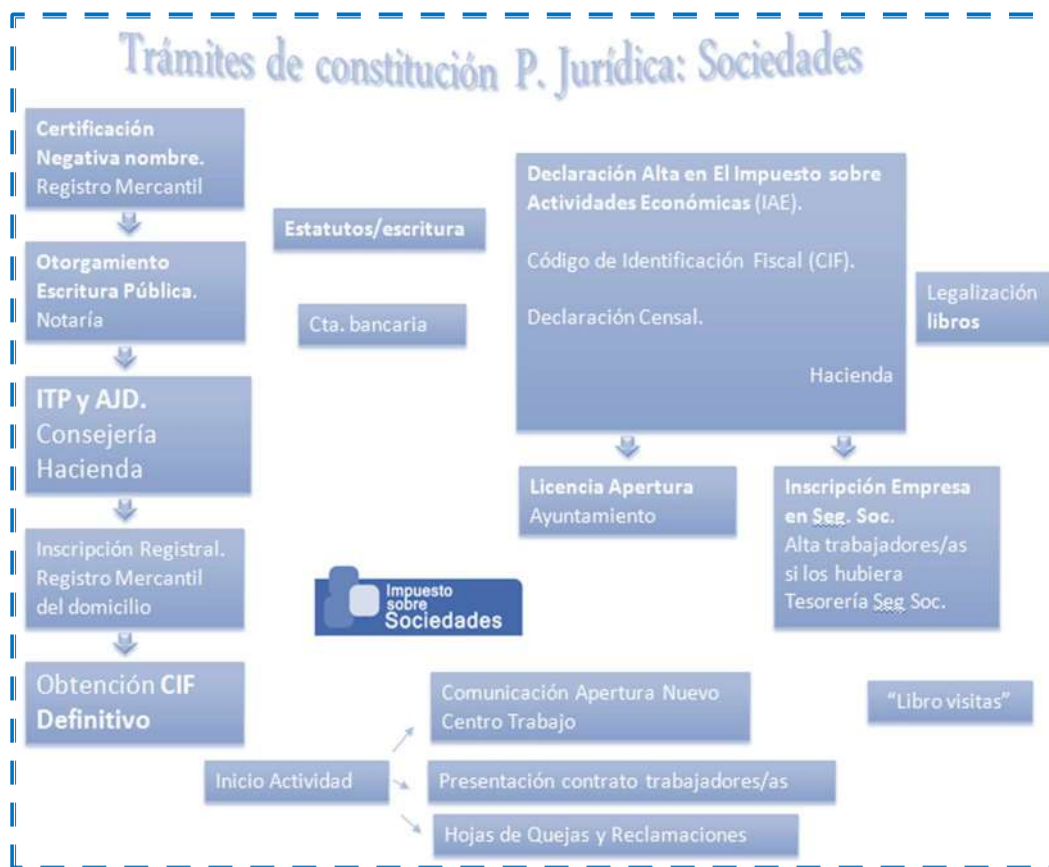 Trámites de constitución P. Jurídica: Sociedades
Certificación
Negativa nombre.
Registro Mercantil
Otorgamiento
Escritura Pública.
Notaría
ITP y AJD.
Consejería
Hacienda
Inscripción Registral.
Registro Mercantil
del domicilio
Obtención CIF
Definitivo
Estatutos/escritura
Cta. bancaria
Declaración Alta en El Impuesto sobre
Actividades Económicas (IAE).
Código de Identificación Fiscal (CIF).
Declaración Censal.
Hacienda
Legalización
libros
Licencia Apertura
Ayuntamiento
Inscripción Empresa
en Seg. Soc.
Alta trabajadores/as
si los hubiera
Tesorería Seg Soc.
Impuesto
sobre
Sociedades
"Libro visitas"
Inicio Actividad
Comunicación Apertura Nuevo
Centro Trabajo
Presentación contrato trabajadores/as
Hojas de Quejas y Reclamaciones